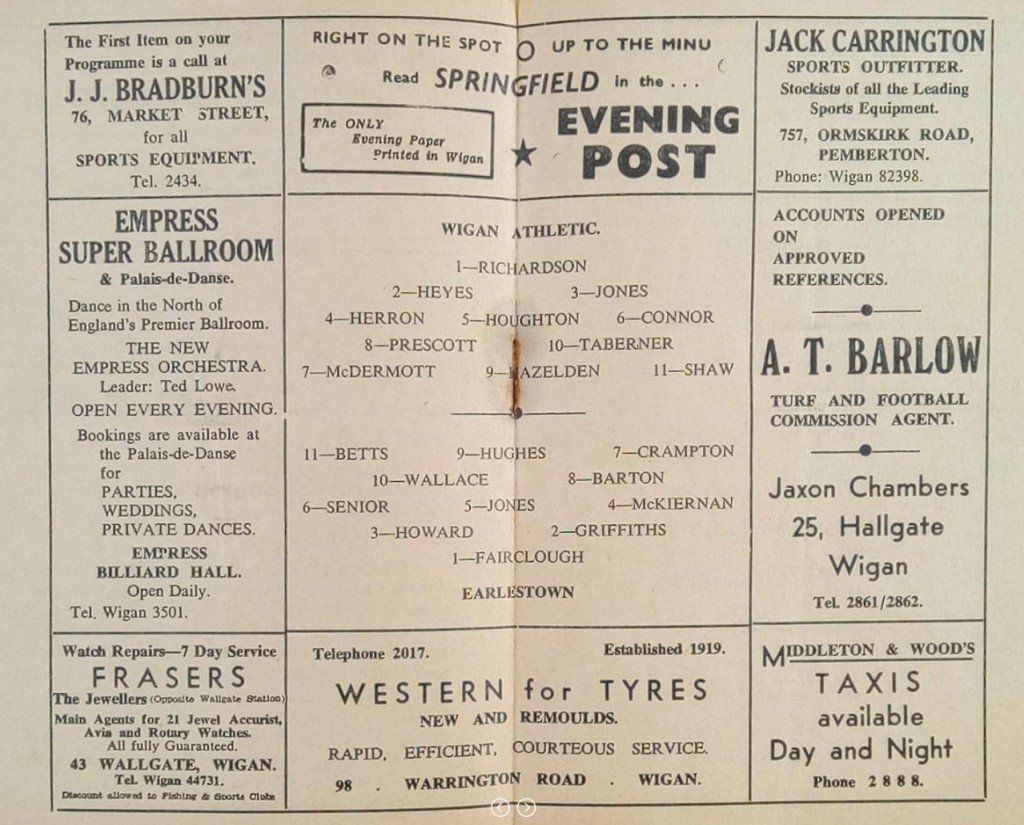 The First Item on your
Programme is a call at
J. J. BRADBURN'S
76, MARKET STREET,
for all
SPORTS EQUIPMENT.
Tel. 2434.
RIGHT ON THE SPOT O UP TO THE MINU
Read SPRINGFIELD in the ...
The ONLY
Evening Paper
Printed in Wigan
★ EVENING
POST
JACK CARRINGTON
SPORTS OUTFITTER.
Stockists of all the Leading
Sports Equipment.
757, ORMSKIRK ROAD,
PEMBERTON.
Phone: Wigan 82398.
EMPRESS
SUPER BALLROOM
& Palais-de-Danse.
Dance in the North of
England's Premier Ballroom.
THE NEW
EMPRESS ORCHESTRA.
Leader: Ted Lowe.
OPEN EVERY EVENING.
Bookings are available at
the Palais-de-Danse
for
PARTIES,
WEDDINGS,
PRIVATE DANCES.
EMPRESS
BILLIARD HALL.
Open Daily.
Tel. Wigan 3501.
WIGAN ATHLETIC.
1—RICHARDSON
2—HEYES 3—JONES
4—HERRON 5—HOUGHTON 6—CONNOR
8—PRESCOTT 10—TABERNER
7—McDERMOTT 9—HAZELDEN 11—SHAW
11—BETTS 9—HUGHES 7—CRAMPTON
10—WALLACE 8—BARTON
6—SENIOR 5—JONES 4—McKIERNAN
3—HOWARD 2—GRIFFITHS
1—FAIRCLOUGH
EARLESTOWN
ACCOUNTS OPENED
ON
APPROVED
REFERENCES.
A. T. BARLOW
TURF AND FOOTBALL
COMMISSION AGENT.
Jaxon Chambers
25, Hallgate
Wigan
Tel. 2861/2862.
Watch Repairs—7 Day Service
FRASERS
The Jewellers (Opposite Wallgate Station)
Main Agents for 21 Jewel Accurist,
Avia and Rotary Watches.
All fully Guaranteed.
43 WALLGATE, WIGAN.
Tel. Wigan 44731.
Discount allowed to Fishing & Sports Clubs
Telephone 2017. Established 1919.
WESTERN for TYRES
NEW AND REMOULDS.
RAPID, EFFICIENT, COURTEOUS SERVICE.
98 . WARRINGTON ROAD . WIGAN.
MIDDLETON & WOOD'S
TAXIS
available
Day and Night
Phone 2 8 8 8.